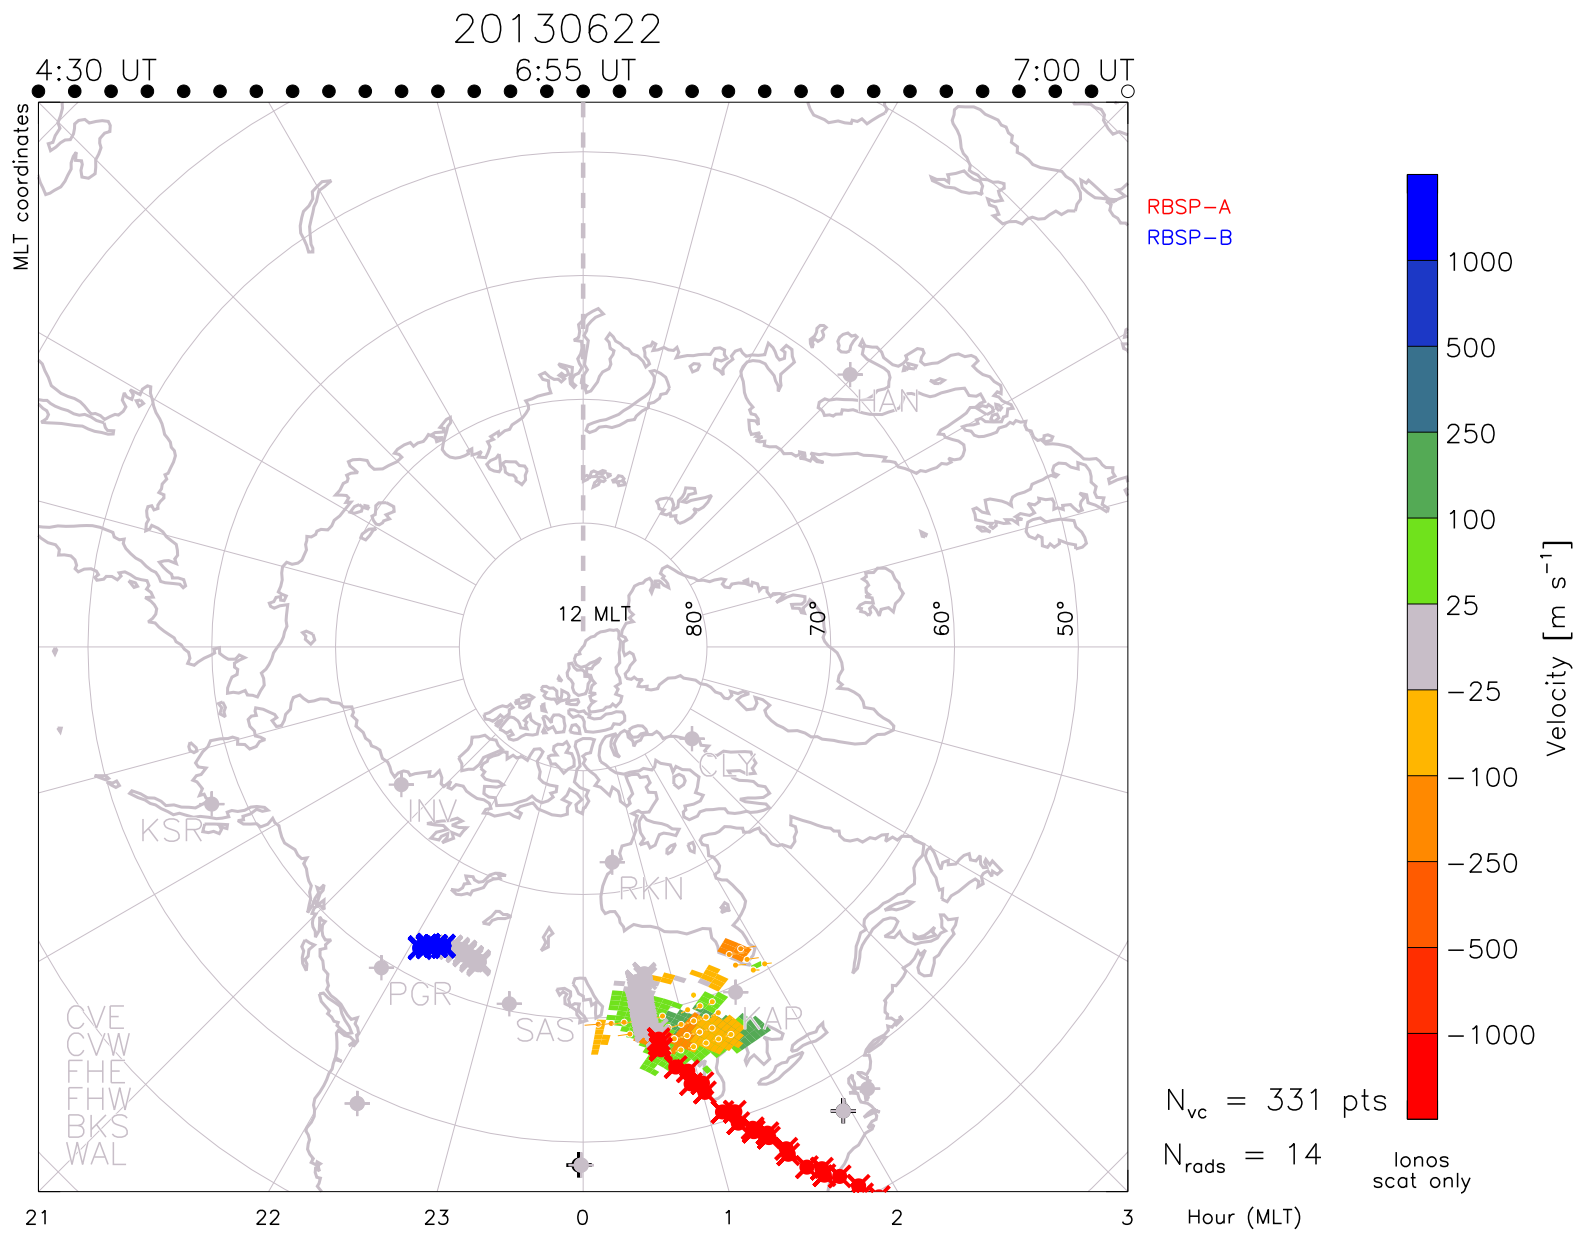 20130622
4:30 UT 6:55 UT 7:00 UT
MLT coordinates
RBSP-A
RBSP-B
1000
500
250
100
25
-25
-100
-250
-500
-1000
Velocity [m s⁻¹]
HAN
12 MLT
80° 70° 60° 50°
CLY
INV
KSR
RKN
PGR
SAS
KAP
CVE
CVW
FHE
FHW
BKS
WAL
Nvc = 331 pts
Nrads = 14
Ionos
scat only
21 22 23 0 1 2 3 Hour (MLT)